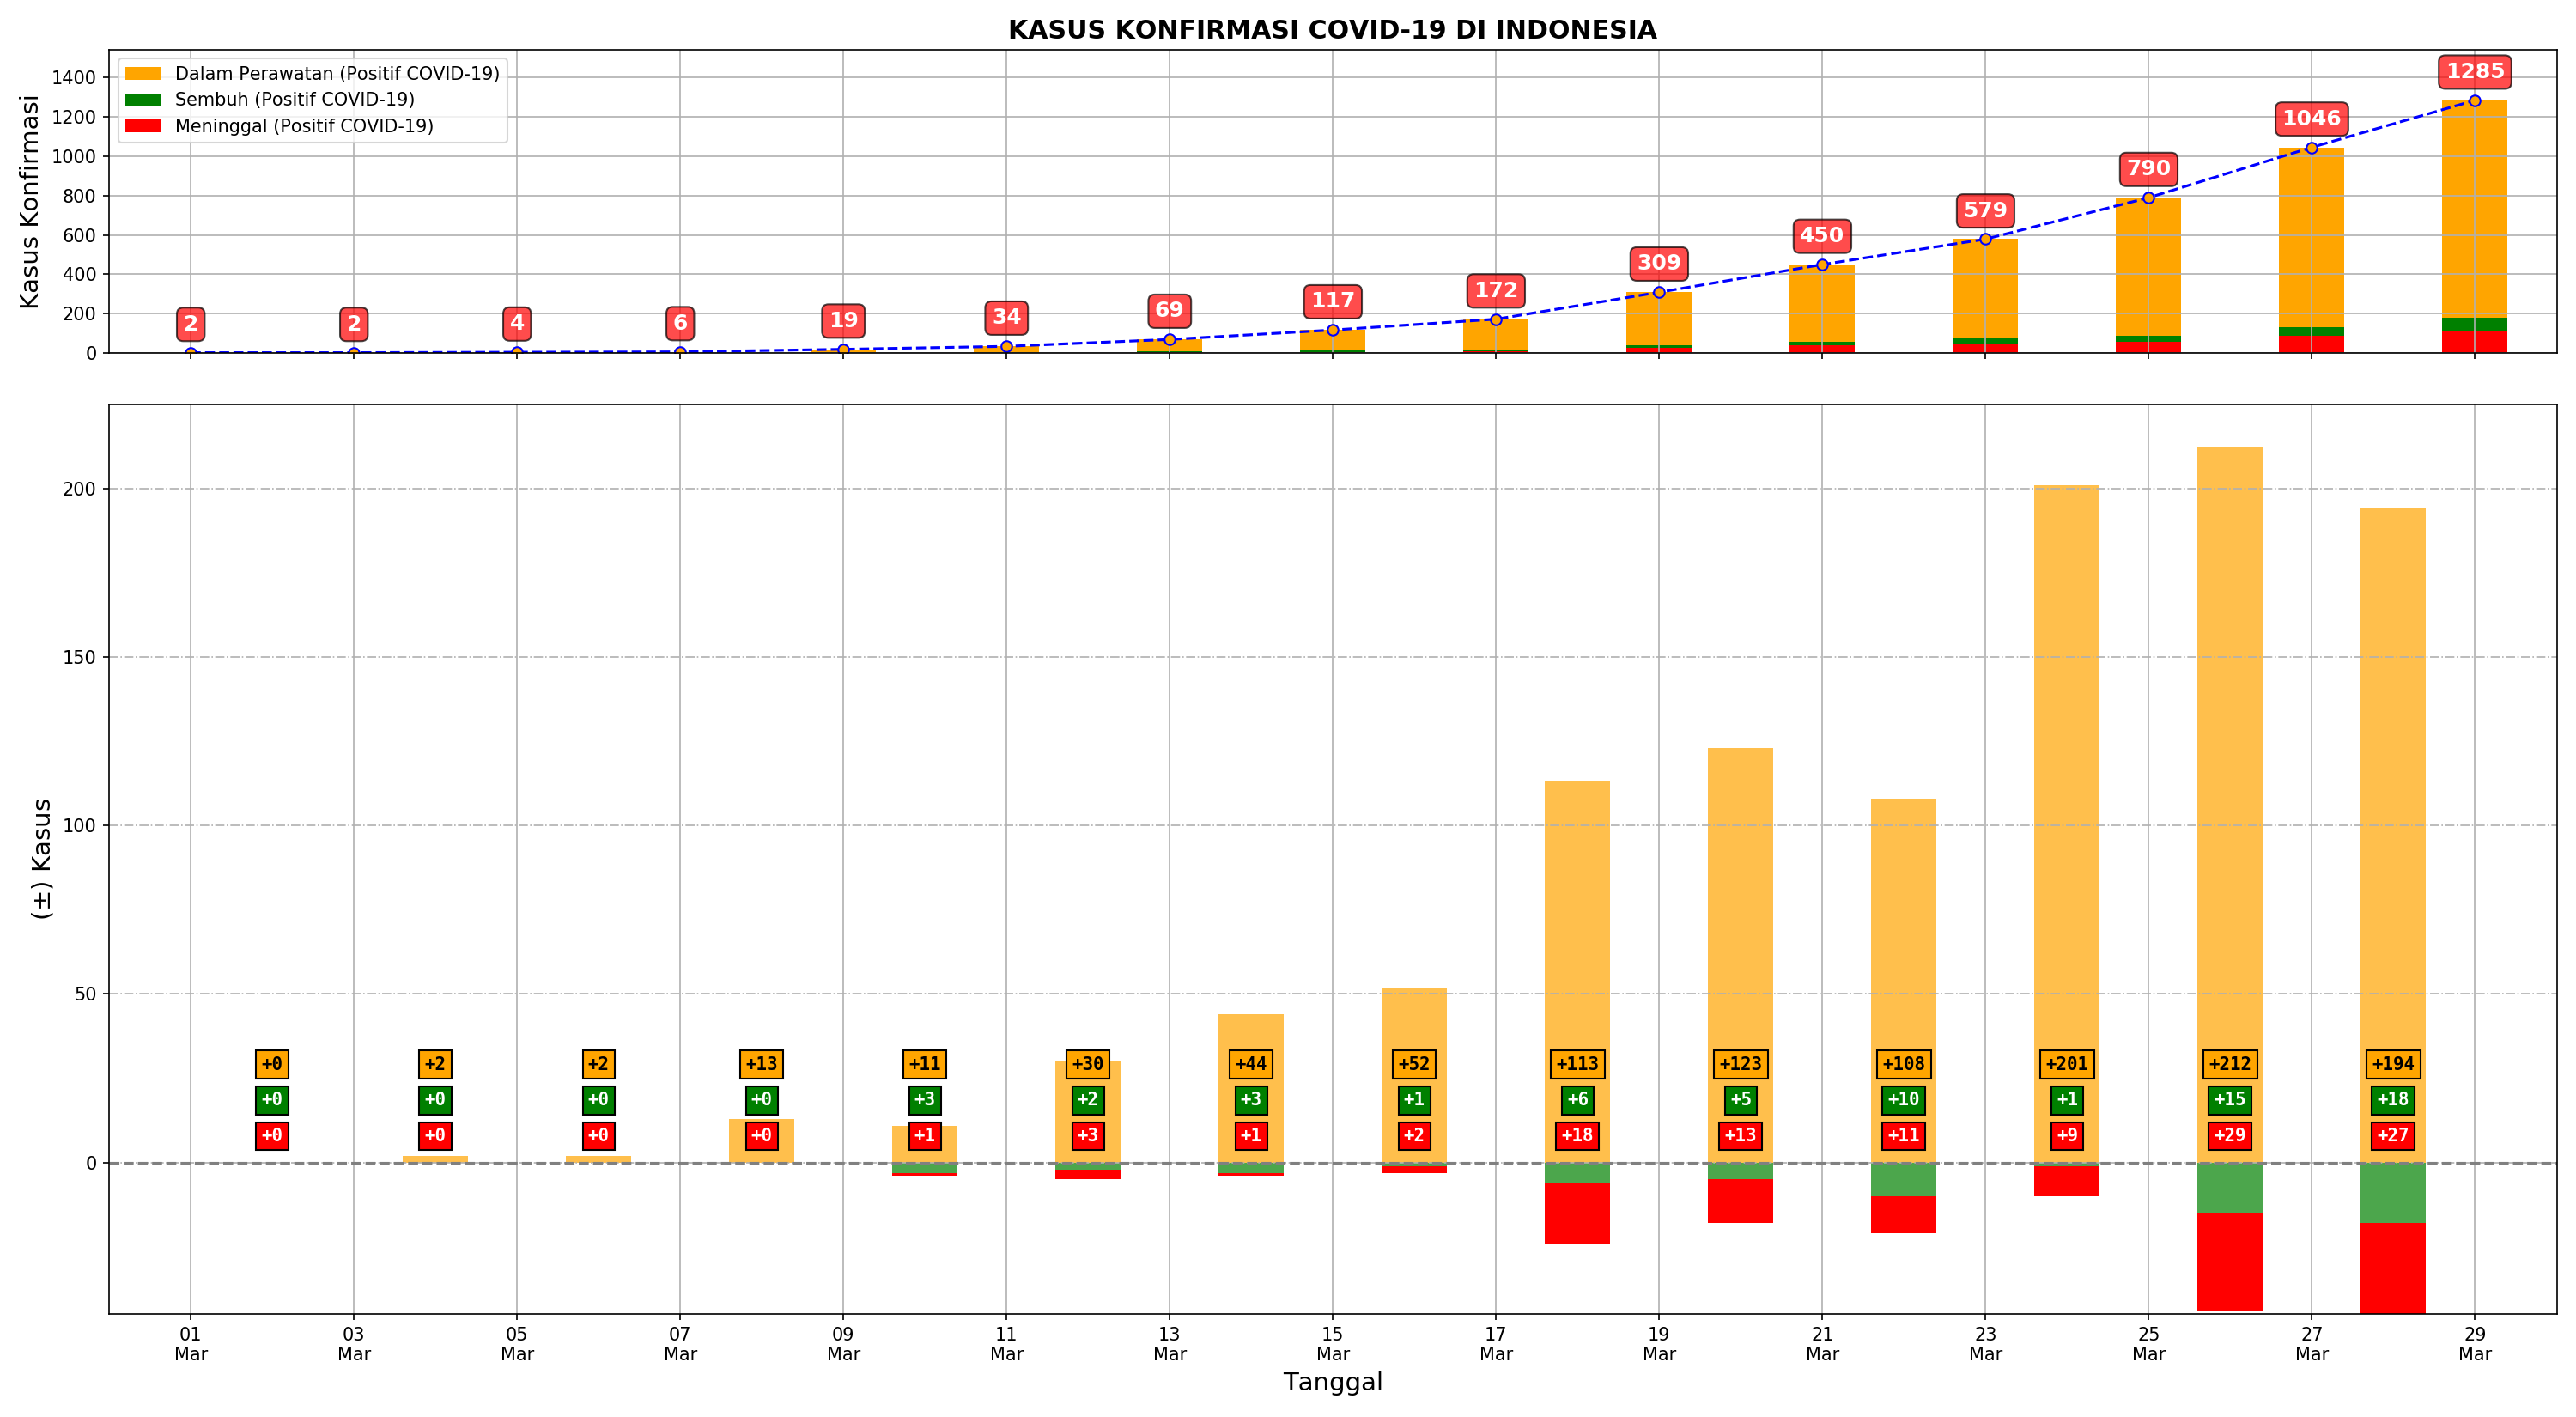 KASUS KONFIRMASI COVID-19 DI INDONESIA
Kasus Konfirmasi
1400
1200
1000
800
600
400
200
0
Dalam Perawatan (Positif COVID-19)
Sembuh (Positif COVID-19)
Meninggal (Positif COVID-19)
2 2 4 6 19 34 69 117 172 309 450 579 790 1046 1285
(±) Kasus
200
150
100
50
0
+0 +2 +2 +13 +11 +30 +44 +52 +113 +123 +108 +201 +212 +194
+0 +0 +0 +0 +3 +2 +3 +1 +6 +5 +10 +1 +15 +18
+0 +0 +0 +0 +1 +3 +1 +2 +18 +13 +11 +9 +29 +27
01 03 05 07 09 11 13 15 17 19 21 23 25 27 29
Mar Mar Mar Mar Mar Mar Mar Mar Mar Mar Mar Mar Mar Mar Mar
Tanggal